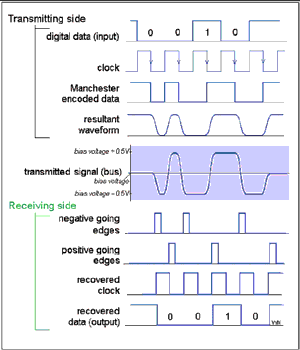 Transmitting side
digital data (input)
0 0 1 0
clock
Manchester
encoded data
resultant
waveform
bias voltage + 0.5V
transmitted signal (bus)
bias voltage
bias voltage - 0.5V
Receiving side
negative going
edges
positive going
edges
recovered
clock
recovered
data (output)
0 0 1 0